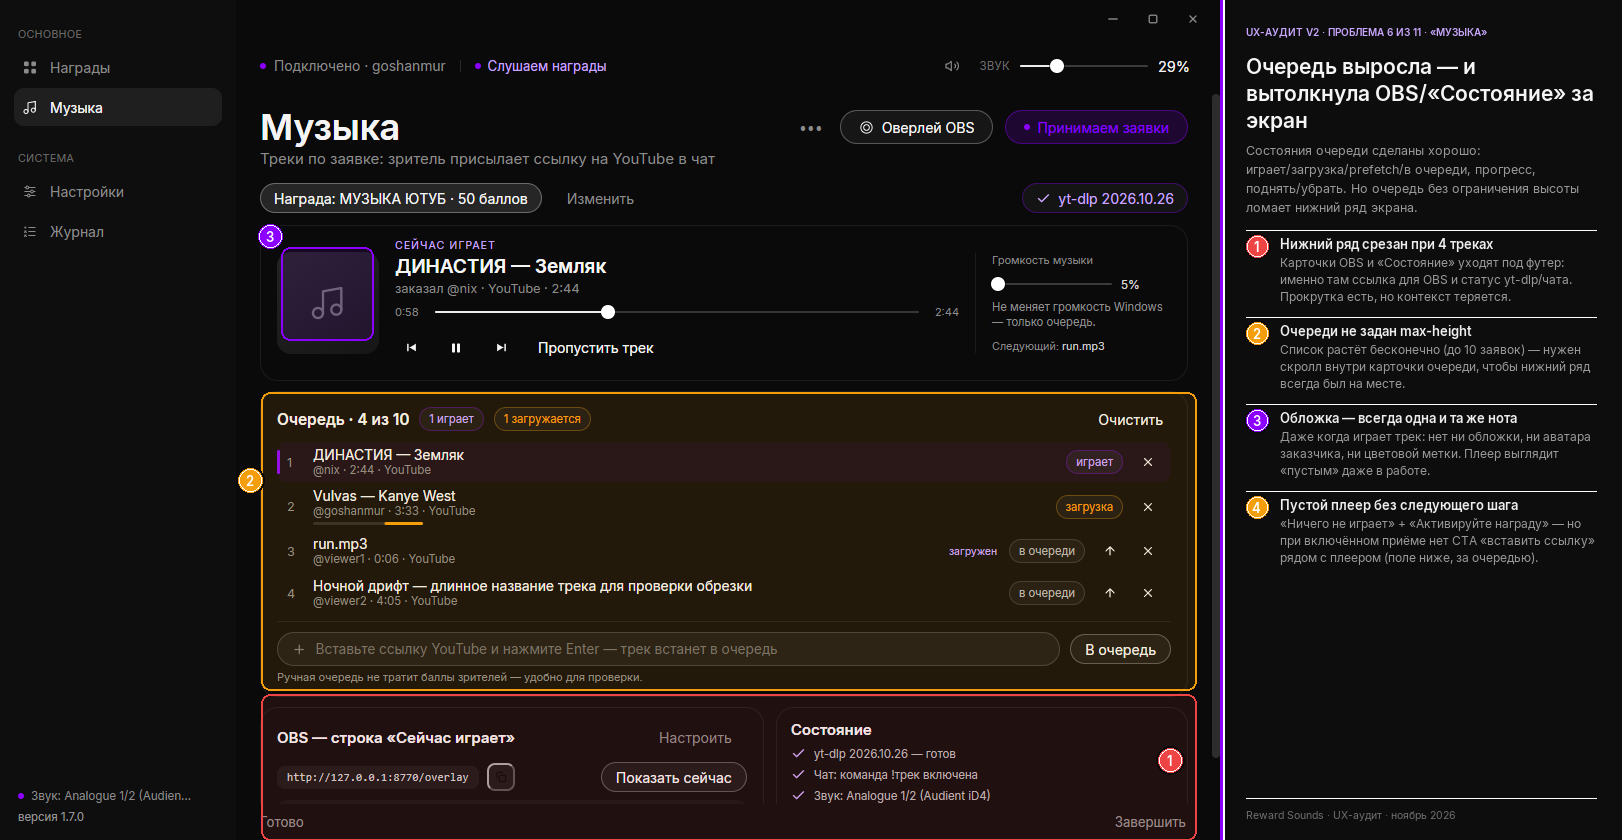 ОСНОВНОЕ
Награды
Музыка
СИСТЕМА
Настройки
Журнал
Звук: Analogue 1/2 (Audien...
версия 1.7.0
Подключено · goshanmur
Слушаем награды
ЗВУК
29%
Музыка
Треки по заявке: зритель присылает ссылку на YouTube в чат
Оверлей OBS
Принимаем заявки
Награда: МУЗЫКА ЮТУБ · 50 баллов
Изменить
yt-dlp 2026.10.26
3
СЕЙЧАС ИГРАЕТ
ДИНАСТИЯ — Земляк
заказал @nix · YouTube · 2:44
0:58
2:44
Пропустить трек
Громкость музыки
5%
Не меняет громкость Windows
— только очередь.
Следующий: run.mp3
2
Очередь · 4 из 10
1 играет
1 загружается
Очистить
1
ДИНАСТИЯ — Земляк
@nix · 2:44 · YouTube
играет
2
Vulvas — Kanye West
@goshanmur · 3:33 · YouTube
загрузка
3
run.mp3
@viewer1 · 0:06 · YouTube
загружен
в очереди
4
Ночной дрифт — длинное название трека для проверки обрезки
@viewer2 · 4:05 · YouTube
в очереди
Вставьте ссылку YouTube и нажмите Enter — трек встанет в очередь
В очередь
Ручная очередь не тратит баллы зрителей — удобно для проверки.
OBS — строка «Сейчас играет»
Настроить
http://127.0.0.1:8770/overlay
Показать сейчас
Состояние
yt-dlp 2026.10.26 — готов
Чат: команда !трек включена
Звук: Analogue 1/2 (Audient iD4)
1
Готово
Завершить
UX-АУДИТ V2 · ПРОБЛЕМА 6 ИЗ 11 · «МУЗЫКА»
Очередь выросла — и
вытолкнула OBS/«Состояние» за
экран
Состояния очереди сделаны хорошо:
играет/загрузка/prefetch/в очереди, прогресс,
поднять/убрать. Но очередь без ограничения высоты
ломает нижний ряд экрана.
1
Нижний ряд срезан при 4 треках
Карточки OBS и «Состояние» уходят под футер:
именно там ссылка для OBS и статус yt-dlp/чата.
Прокрутка есть, но контекст теряется.
2
Очереди не задан max-height
Список растёт бесконечно (до 10 заявок) — нужен
скролл внутри карточки очереди, чтобы нижний ряд
всегда был на месте.
3
Обложка — всегда одна и та же нота
Даже когда играет трек: нет ни обложки, ни аватара
заказчика, ни цветовой метки. Плеер выглядит
«пустым» даже в работе.
4
Пустой плеер без следующего шага
«Ничего не играет» + «Активируйте награду» — но
при включённом приёме нет CTA «вставить ссылку»
рядом с плеером (поле ниже, за очередью).
Reward Sounds · UX-аудит · ноябрь 2026